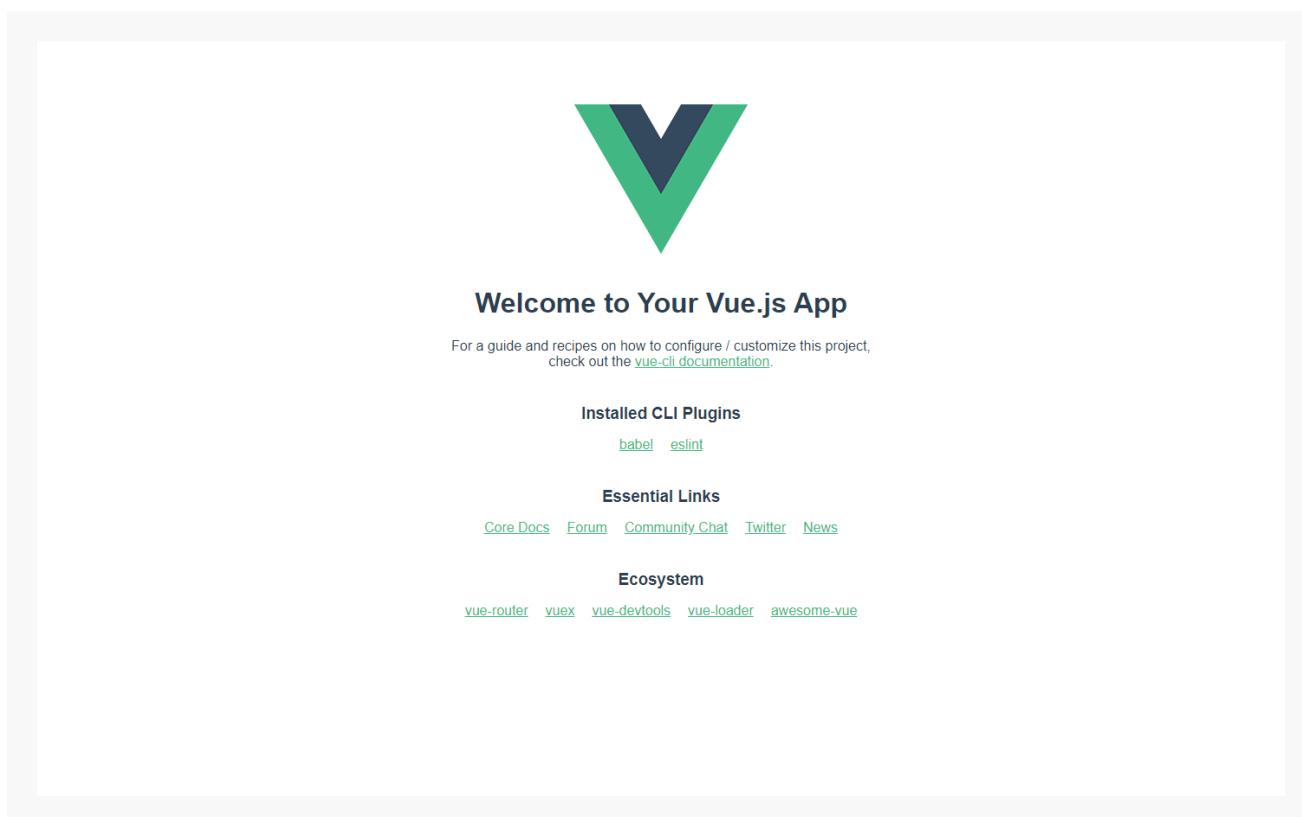 Welcome to Your Vue.js App
For a guide and recipes on how to configure / customize this project,
check out the vue-cli documentation.
Installed CLI Plugins
babel eslint
Essential Links
Core Docs Forum Community Chat Twitter News
Ecosystem
vue-router vuex vue-devtools vue-loader awesome-vue